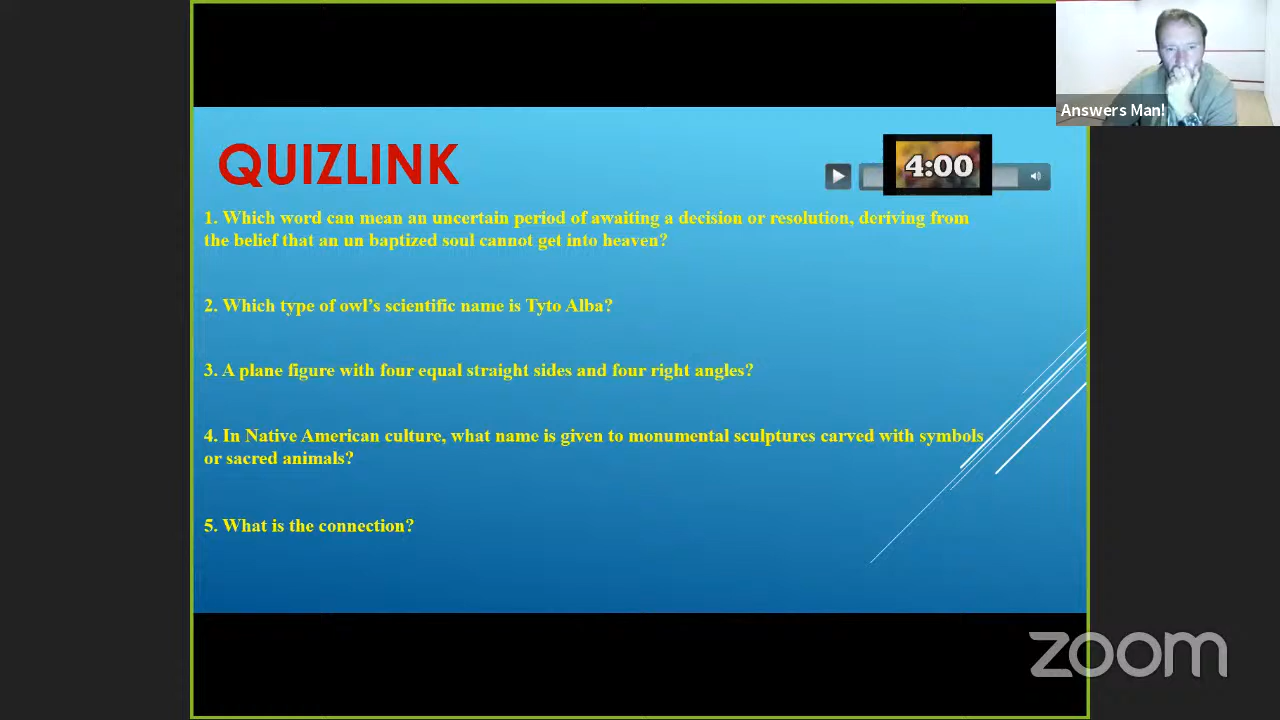 Answers Man!
QUIZLINK
4:00
1. Which word can mean an uncertain period of awaiting a decision or resolution, deriving from
the belief that an un baptized soul cannot get into heaven?
2. Which type of owl's scientific name is Tyto Alba?
3. A plane figure with four equal straight sides and four right angles?
4. In Native American culture, what name is given to monumental sculptures carved with symbols
or sacred animals?
5. What is the connection?
zoom